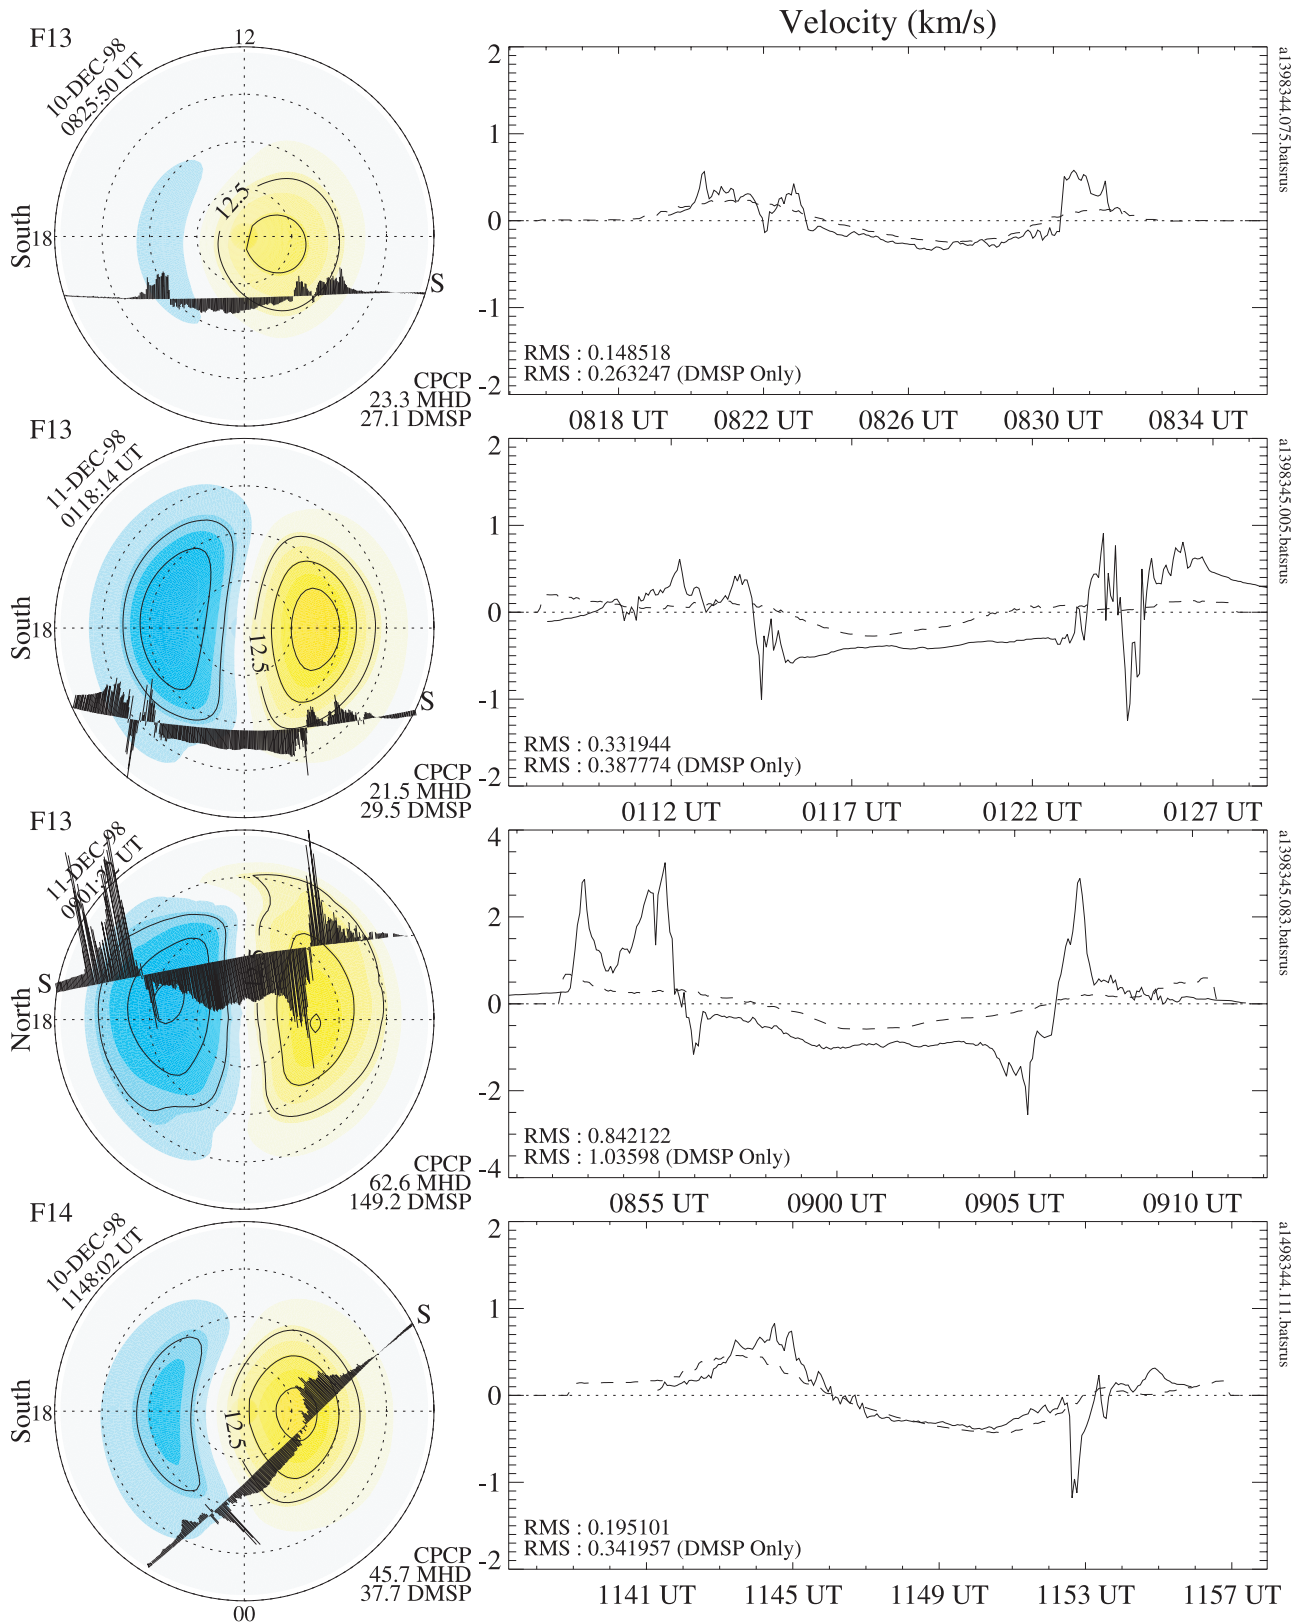 Velocity (km/s)
F13
10-DEC-98
0825:50 UT
12
South
18
12.5
S
CPCP
23.3 MHD
27.1 DMSP
2
1
0
-1
-2
RMS : 0.148518
RMS : 0.263247 (DMSP Only)
0818 UT 0822 UT 0826 UT 0830 UT 0834 UT
a1398344.075.batsrus
F13
11-DEC-98
0118:14 UT
South
18
12.5
S
CPCP
21.5 MHD
29.5 DMSP
2
1
0
-1
-2
RMS : 0.331944
RMS : 0.387774 (DMSP Only)
0112 UT 0117 UT 0122 UT 0127 UT
a1398345.005.batsrus
F13
11-DEC-98
UT
North
18
S
CPCP
62.6 MHD
149.2 DMSP
4
2
0
-2
-4
RMS : 0.842122
RMS : 1.03598 (DMSP Only)
0855 UT 0900 UT 0905 UT 0910 UT
a1398345.083.batsrus
F14
10-DEC-98
1148:02 UT
South
18
12.5
S
00
CPCP
45.7 MHD
37.7 DMSP
2
1
0
-1
-2
RMS : 0.195101
RMS : 0.341957 (DMSP Only)
1141 UT 1145 UT 1149 UT 1153 UT 1157 UT
a1498344.111.batsrus